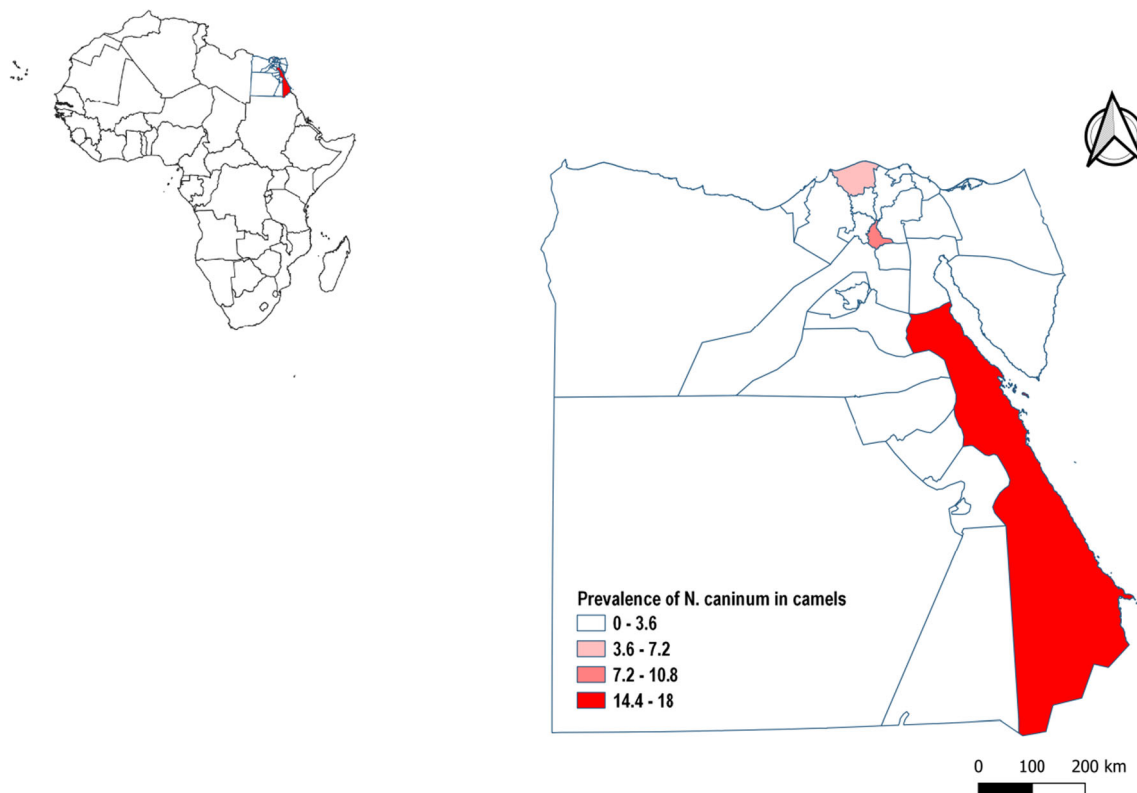 Prevalence of N. caninum in camels
0 - 3.6
3.6 - 7.2
7.2 - 10.8
14.4 - 18
0 100 200 km